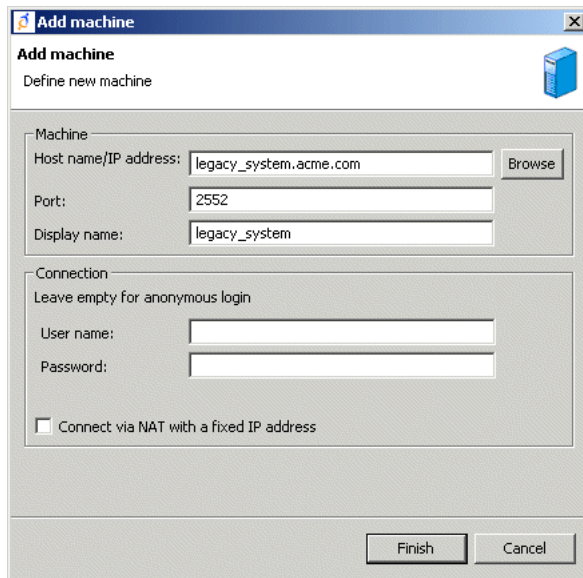 Add machine
Add machine
Define new machine
Machine
Host name/IP address: legacy_system.acme.com Browse
Port: 2552
Display name: legacy_system
Connection
Leave empty for anonymous login
User name:
Password:
Connect via NAT with a fixed IP address
Finish Cancel